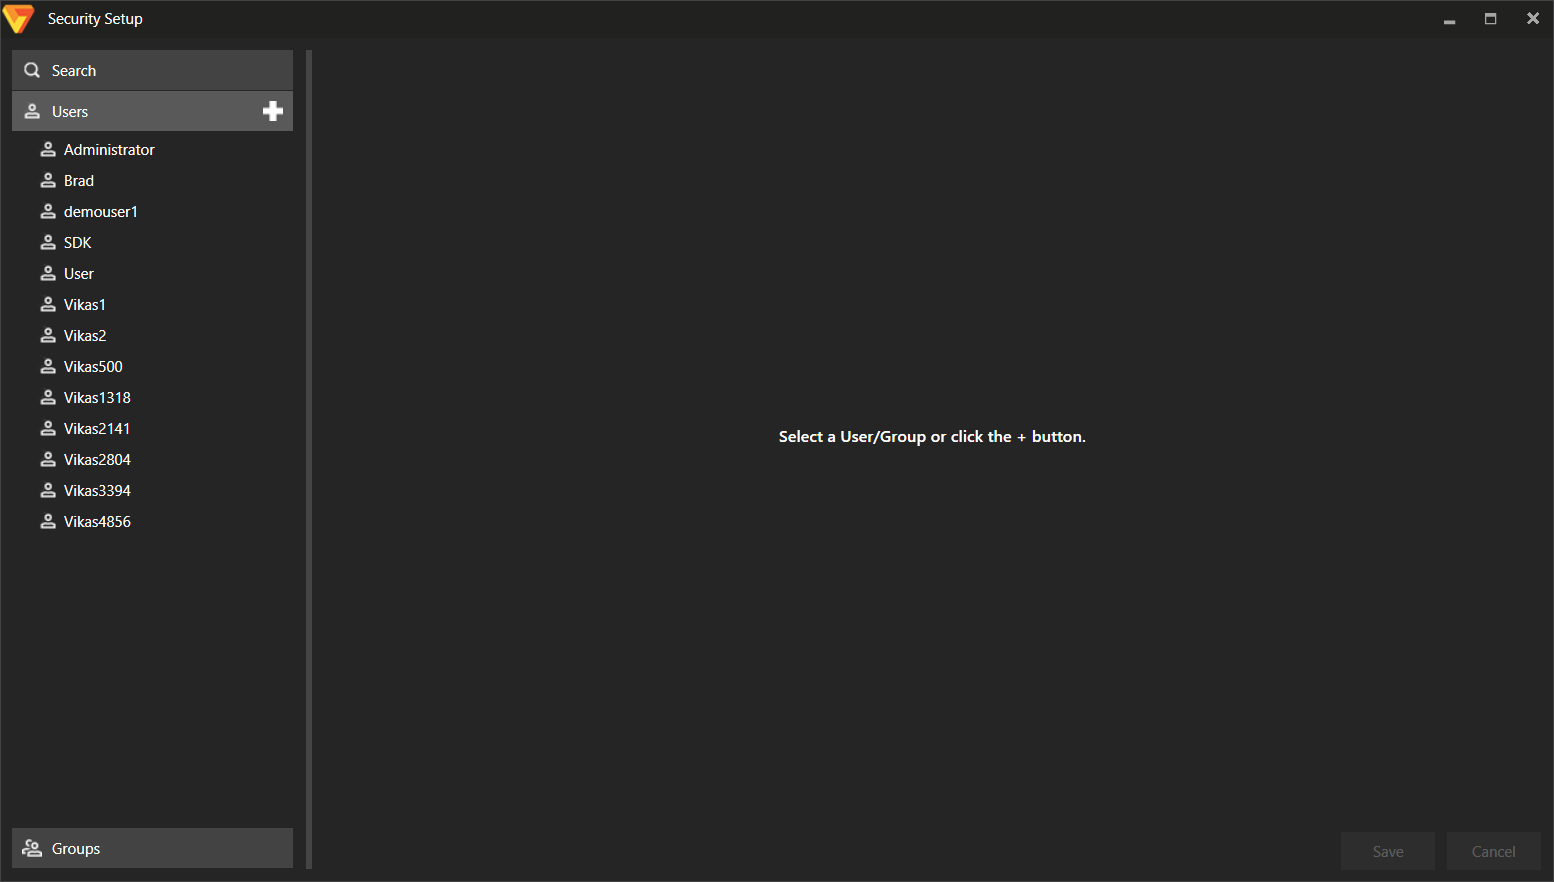 Security Setup
Search
Users
Administrator
Brad
demouser1
SDK
User
Vikas1
Vikas2
Vikas500
Vikas1318
Vikas2141
Vikas2804
Vikas3394
Vikas4856
Select a User/Group or click the + button.
Groups
Save
Cancel